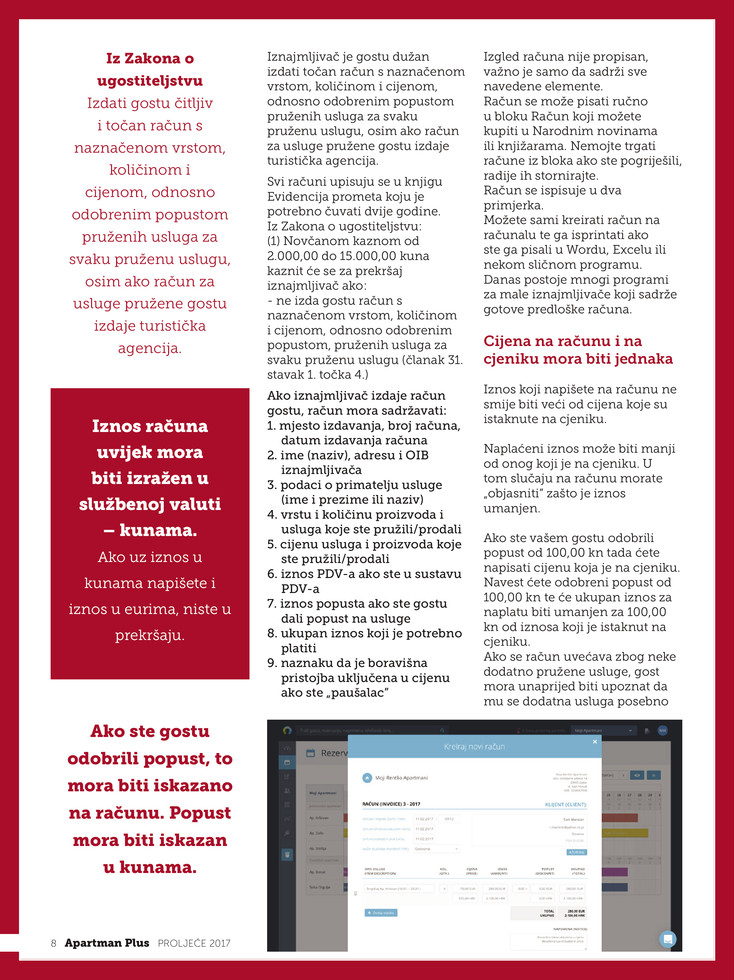 Iz Zakona o
ugostiteljstvu
Izdati gostu čitljiv
i točan račun s
naznačenom vrstom,
količinom i
cijenom, odnosno
odobrenim popustom
pruženih usluga za
svaku pruženu uslugu,
osim ako račun za
usluge pružene gostu
izdaje turistička
agencija.
Iznos računa
uvijek mora
biti izražen u
službenoj valuti
– kunama.
Ako uz iznos u
kunama napišete i
iznos u eurima, niste u
prekršaju.
Ako ste gostu
odobrili popust, to
mora biti iskazano
na računu. Popust
mora biti iskazan
u kunama.
Iznajmljivač je gostu dužan
izdati točan račun s naznačenom
vrstom, količinom i cijenom,
odnosno odobrenim popustom
pruženih usluga za svaku
pruženu uslugu, osim ako račun
za usluge pružene gostu izdaje
turistička agencija.
Svi računi upisuju se u knjigu
Evidencija prometa koju je
potrebno čuvati dvije godine.
Iz Zakona o ugostiteljstvu:
(1) Novčanom kaznom od
2.000,00 do 15.000,00 kuna
kaznit će se za prekršaj
iznajmljivač ako:
- ne izda gostu račun s
naznačenom vrstom, količinom
i cijenom, odnosno odobrenim
popustom, pruženih usluga za
svaku pruženu uslugu (članak 31.
stavak 1. točka 4.)
Ako iznajmljivač izdaje račun
gostu, račun mora sadržavati:
1. mjesto izdavanja, broj računa,
datum izdavanja računa
2. ime (naziv), adresu i OIB
iznajmljivača
3. podaci o primatelju usluge
(ime i prezime ili naziv)
4. vrstu i količinu proizvoda i
usluga koje ste pružili/prodali
5. cijenu usluga i proizvoda koje
ste pružili/prodali
6. iznos PDV-a ako ste u sustavu
PDV-a
7. iznos popusta ako ste gostu
dali popust na usluge
8. ukupan iznos koji je potrebno
platiti
9. naznaku da je boravišna
pristojba uključena u cijenu
ako ste „paušalac”
Izgled računa nije propisan,
važno je samo da sadrži sve
navedene elemente.
Račun se može pisati ručno
u bloku Račun koji možete
kupiti u Narodnim novinama
ili knjižarama. Nemojte trgati
račune iz bloka ako ste pogriješili,
radije ih stornirajte.
Račun se ispisuje u dva
primjerka.
Možete sami kreirati račun na
računalu te ga isprintati ako
ste ga pisali u Wordu, Excelu ili
nekom sličnom programu.
Danas postoje mnogi programi
za male iznajmljivače koji sadrže
gotove predloške računa.
Cijena na računu i na
cjeniku mora biti jednaka
Iznos koji napišete na računu ne
smije biti veći od cijena koje su
istaknute na cjeniku.
Naplaćeni iznos može biti manji
od onog koji je na cjeniku. U
tom slučaju na računu morate
„objasniti” zašto je iznos
umanjen.
Ako ste vašem gostu odobrili
popust od 100,00 kn tada ćete
napisati cijenu koja je na cjeniku.
Navest ćete odobreni popust od
100,00 kn te će ukupan iznos za
naplatu biti umanjen za 100,00
kn od iznosa koji je istaknut na
cjeniku.
Ako se račun uvećava zbog neke
dodatno pružene usluge, gost
mora unaprijed biti upoznat da
mu se dodatna usluga posebno
Kreiraj novi račun
Rezerv
Moji Rentlio Apartmani
RAČUN (INVOICE) 3 - 2017
KLIJENT (CLIENT)
TOTAL
UKUPNO
8 Apartman Plus PROLJEĆE 2017